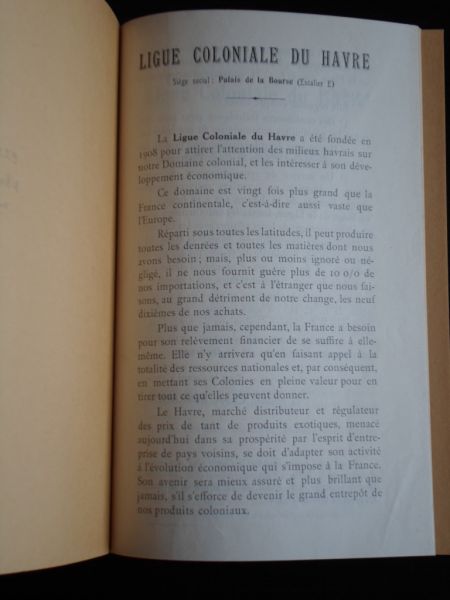 LIGUE COLONIALE DU HAVRE
Siège social : Palais de la Bourse (Escalier E)
La Ligue Coloniale du Havre a été fondée en
1908 pour attirer l'attention des milieux havrais sur
notre Domaine colonial, et les intéresser à son déve-
loppement économique.
Ce domaine est vingt fois plus grand que la
France continentale, c'est-à-dire aussi vaste que
l'Europe.
Réparti sous toutes les latitudes, il peut produire
toutes les denrées et toutes les matières dont nous
avons besoin ; mais, plus ou moins ignoré ou né-
gligé, il ne nous fournit guère plus de 10 0/0 de
nos importations, et c'est à l'étranger que nous fai-
sons, au grand détriment de notre change, les neuf
dixièmes de nos achats.
Plus que jamais, cependant, la France a besoin
pour son relèvement financier de se suffire à elle-
même. Elle n'y arrivera qu'en faisant appel à la
totalité des ressources nationales et, par conséquent,
en mettant ses Colonies en pleine valeur pour en
tirer tout ce qu'elles peuvent donner.
Le Havre, marché distributeur et régulateur
des prix de tant de produits exotiques, menacé
aujourd'hui dans sa prospérité par l'esprit d'entre-
prise de pays voisins, se doit d'adapter son activité
à l'évolution économique qui s'impose à la France.
Son avenir sera mieux assuré et plus brillant que
jamais, s'il s'efforce de devenir le grand entrepôt de
nos produits coloniaux.